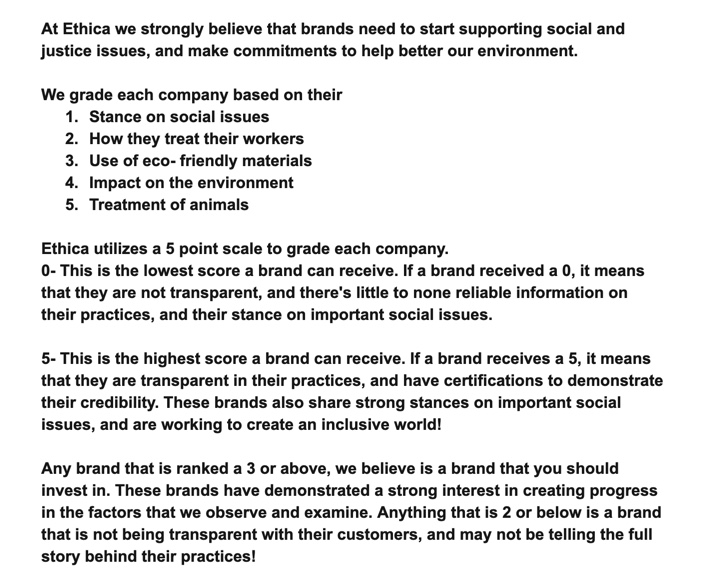 At Ethica we strongly believe that brands need to start supporting social and
justice issues, and make commitments to help better our environment.
We grade each company based on their
1. Stance on social issues
2. How they treat their workers
3. Use of eco- friendly materials
4. Impact on the environment
5. Treatment of animals
Ethica utilizes a 5 point scale to grade each company.
0- This is the lowest score a brand can receive. If a brand received a 0, it means
that they are not transparent, and there's little to none reliable information on
their practices, and their stance on important social issues.
5- This is the highest score a brand can receive. If a brand receives a 5, it means
that they are transparent in their practices, and have certifications to demonstrate
their credibility. These brands also share strong stances on important social
issues, and are working to create an inclusive world!
Any brand that is ranked a 3 or above, we believe is a brand that you should
invest in. These brands have demonstrated a strong interest in creating progress
in the factors that we observe and examine. Anything that is 2 or below is a brand
that is not being transparent with their customers, and may not be telling the full
story behind their practices!